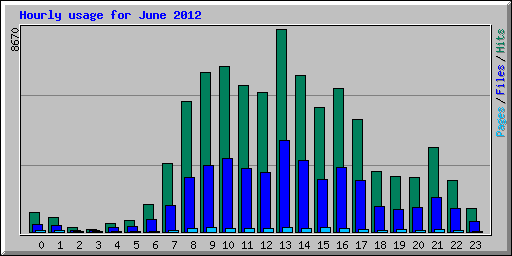 Hourly usage for June 2012
8670
Pages / Files / Hits
0 1 2 3 4 5 6 7 8 9 10 11 12 13 14 15 16 17 18 19 20 21 22 23